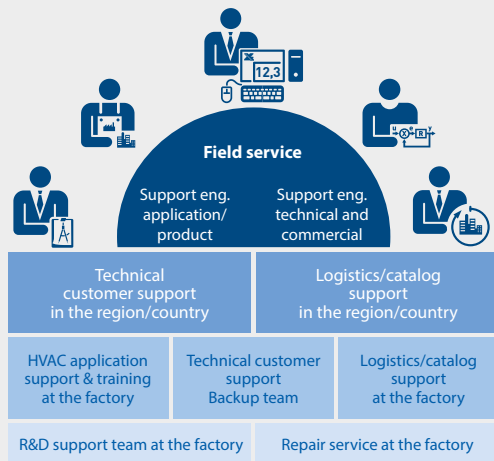 12,3
u
X
e
R
y
Field service
Support eng.
application/
product
Support eng.
technical and
commercial
Technical
customer support
in the region/country
Logistics/catalog
support
in the region/country
HVAC application
support & training
at the factory
Technical customer
support
Backup team
Logistics/catalog
support
at the factory
R&D support team at the factory
Repair service at the factory